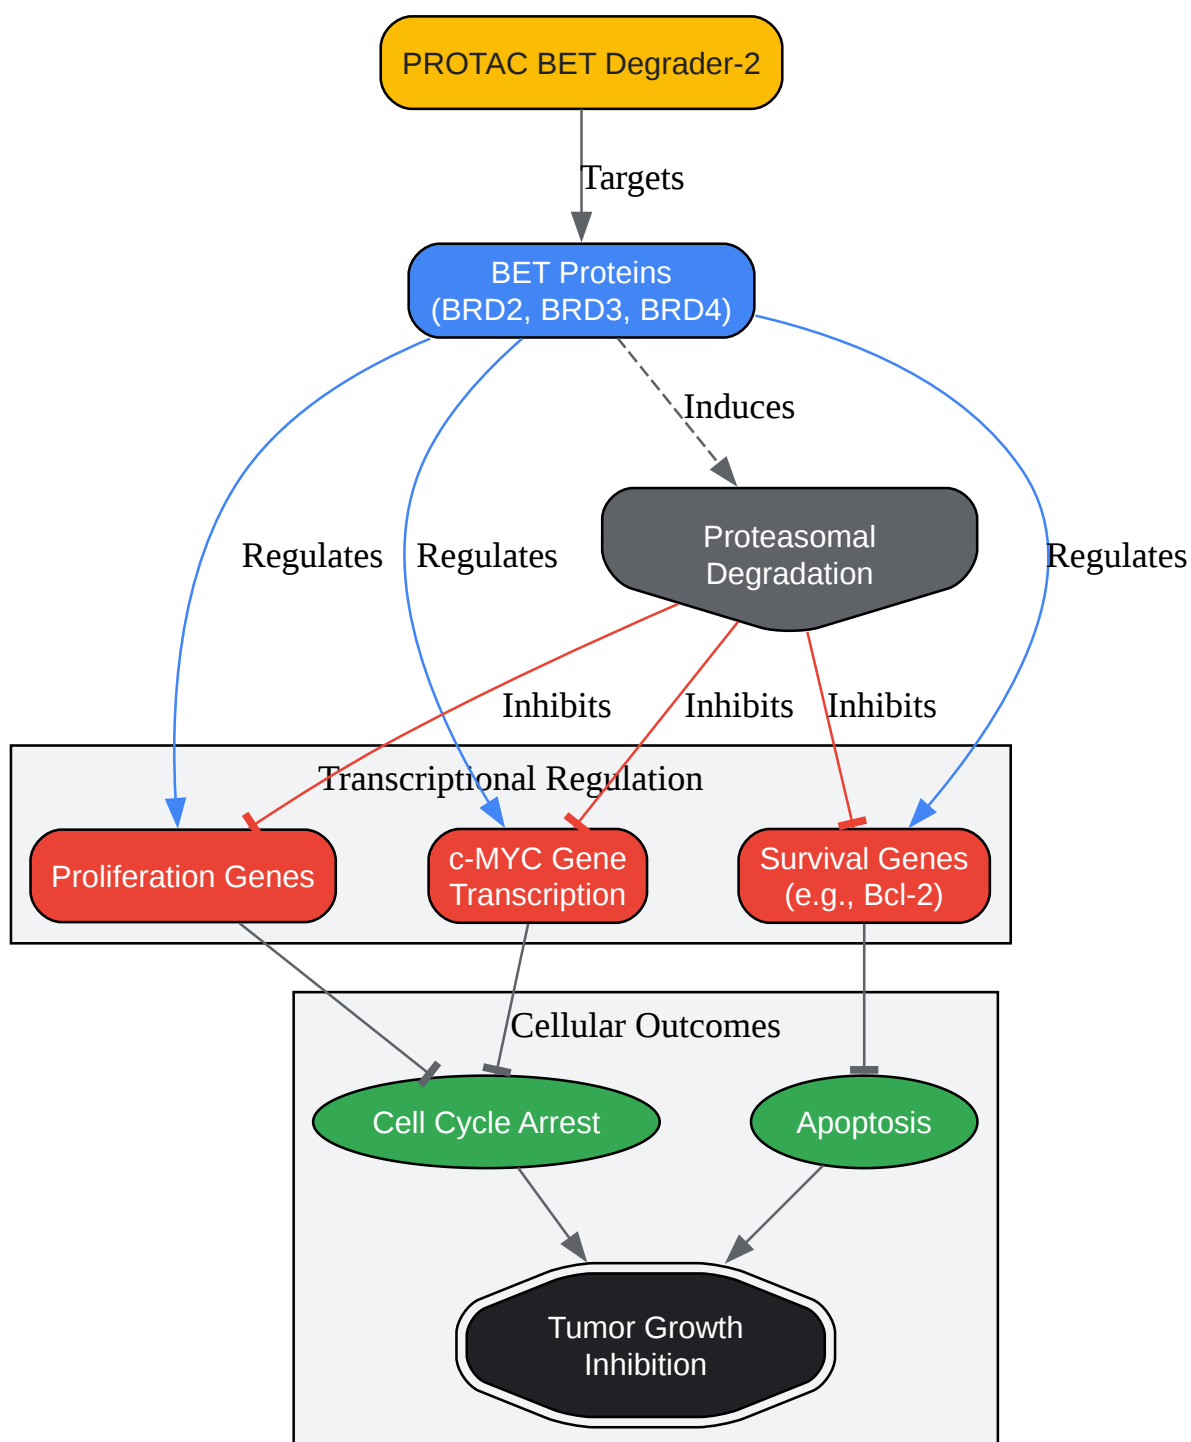 PROTAC BET Degrader-2
Targets
BET Proteins
(BRD2, BRD3, BRD4)
Induces
Proteasomal
Degradation
Regulates
Regulates
Regulates
Inhibits
Inhibits
Inhibits
Transcriptional Regulation
Proliferation Genes
c-MYC Gene
Transcription
Survival Genes
(e.g., Bcl-2)
Cellular Outcomes
Cell Cycle Arrest
Apoptosis
Tumor Growth
Inhibition